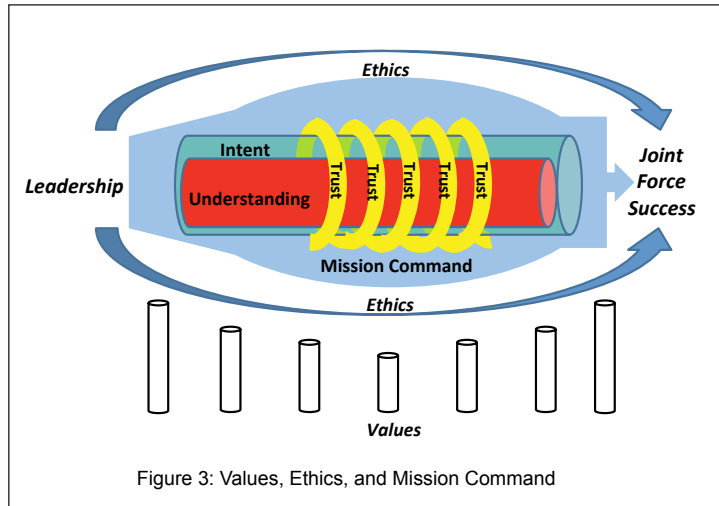 Ethics
Intent
Leadership
Understanding
Trust
Trust
Trust
Trust
Trust
Joint
Force
Success
Mission Command
Ethics
Values
Figure 3: Values, Ethics, and Mission Command